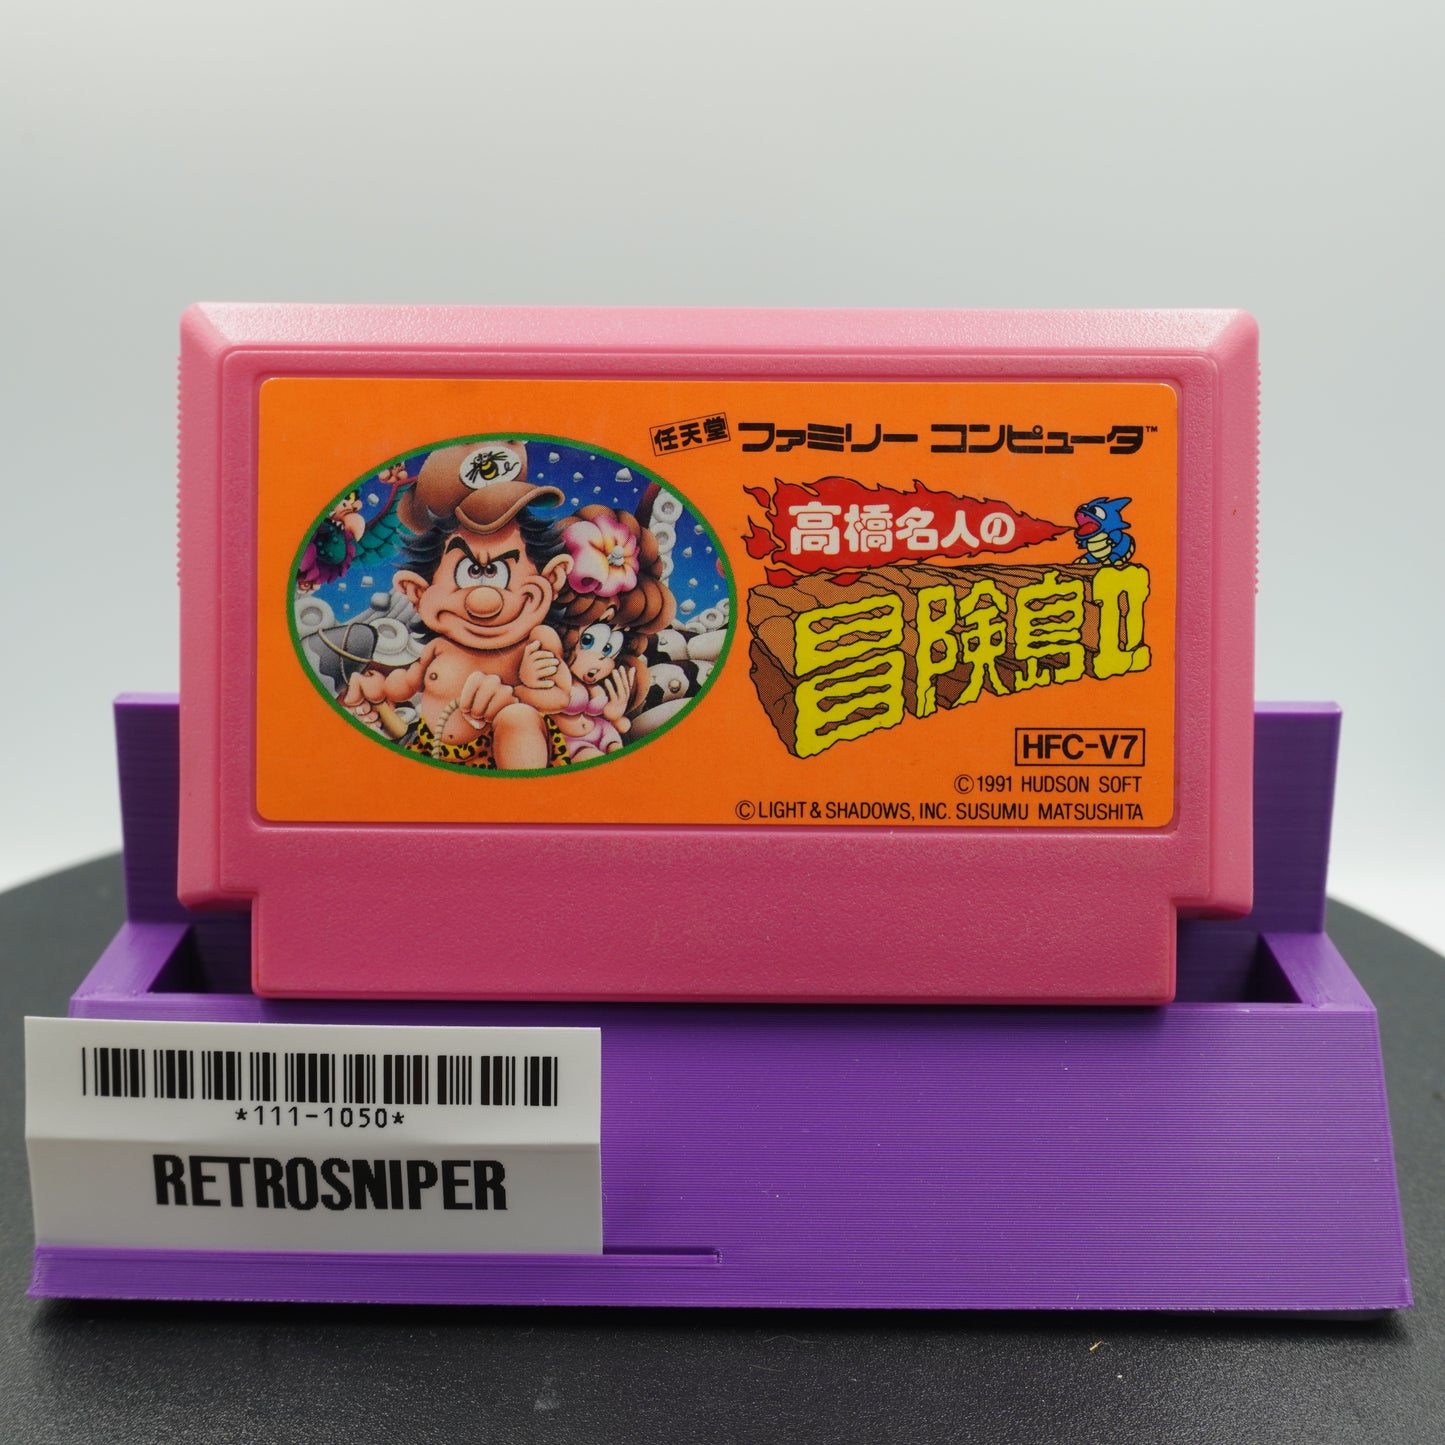 任天堂 ファミリーコンピュータ™
高橋名人の
冒険島II
HFC-V7
©1991 HUDSON SOFT
©LIGHT & SHADOWS, INC. SUSUMU MATSUSHITA
*111-1050*
RETROSNIPER